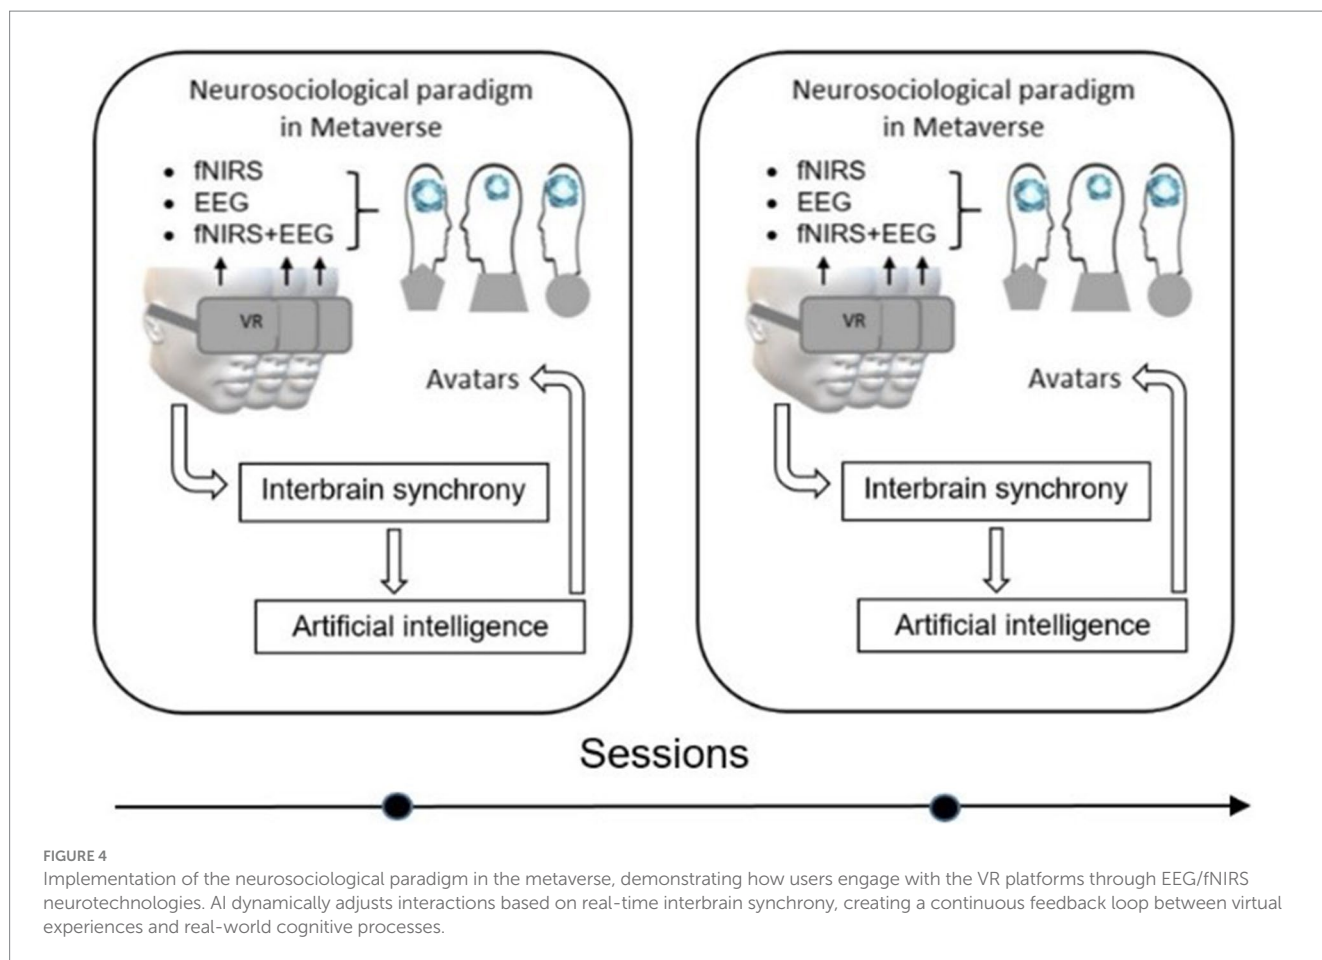 Neurosociological paradigm
in Metaverse
• fNIRS
• EEG
• fNIRS+EEG
VR
Avatars
Interbrain synchrony
Artificial intelligence
Neurosociological paradigm
in Metaverse
• fNIRS
• EEG
• fNIRS+EEG
VR
Avatars
Interbrain synchrony
Artificial intelligence
Sessions
FIGURE 4
Implementation of the neurosociological paradigm in the metaverse, demonstrating how users engage with the VR platforms through EEG/fNIRS
neurotechnologies. AI dynamically adjusts interactions based on real-time interbrain synchrony, creating a continuous feedback loop between virtual
experiences and real-world cognitive processes.